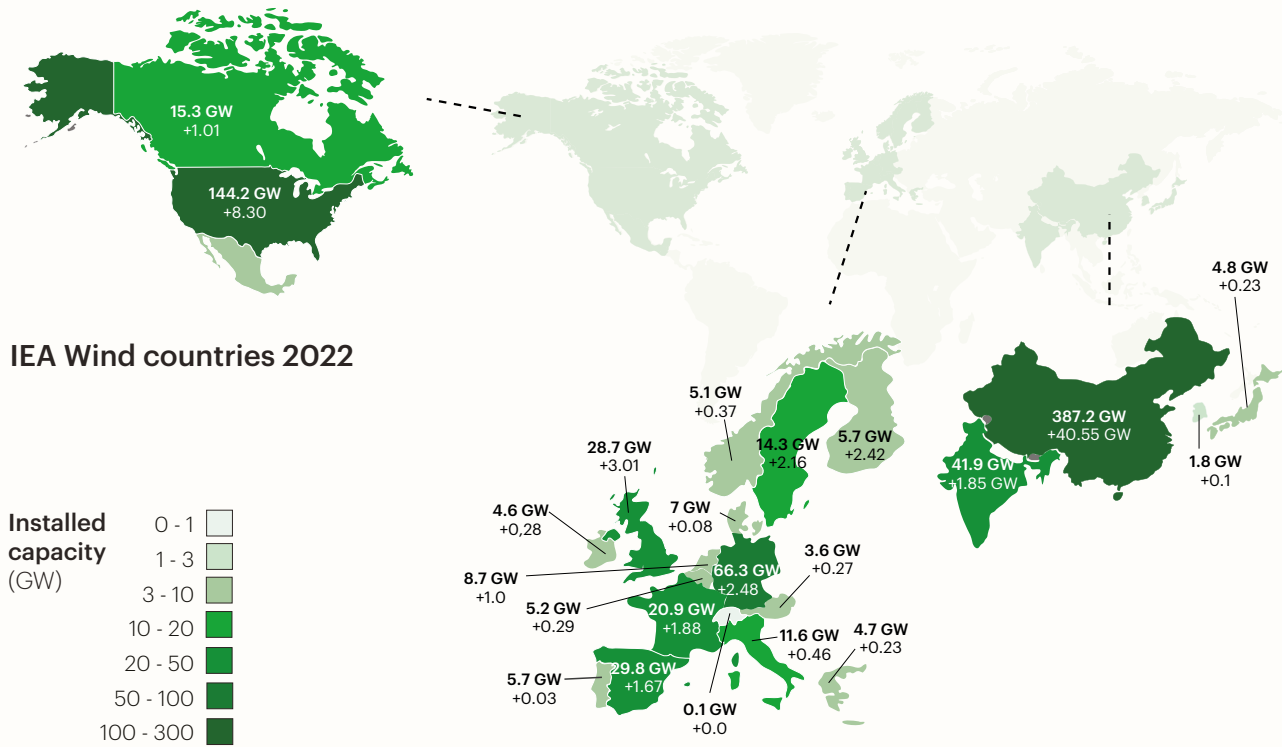 15.3 GW
+1.01
144.2 GW
+8.30
IEA Wind countries 2022
Installed
capacity
(GW)
0 - 1
1 - 3
3 - 10
10 - 20
20 - 50
50 - 100
100 - 300
5.1 GW
+0.37
14.3 GW
+2.16
5.7 GW
+2.42
28.7 GW
+3.01
4.6 GW
+0,28
7 GW
+0.08
8.7 GW
+1.0
5.2 GW
+0.29
66.3 GW
+2.48
3.6 GW
+0.27
20.9 GW
+1.88
11.6 GW
+0.46
4.7 GW
+0.23
5.7 GW
+0.03
29.8 GW
+1.67
0.1 GW
+0.0
4.8 GW
+0.23
387.2 GW
+40.55 GW
1.8 GW
+0.1
41.9 GW
+1.85 GW